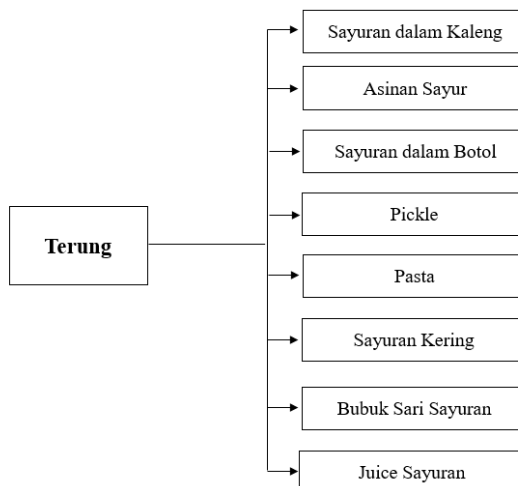 Sayuran dalam Kaleng
Asinan Sayur
Sayuran dalam Botol
Pickle
Terung
Pasta
Sayuran Kering
Bubuk Sari Sayuran
Juice Sayuran